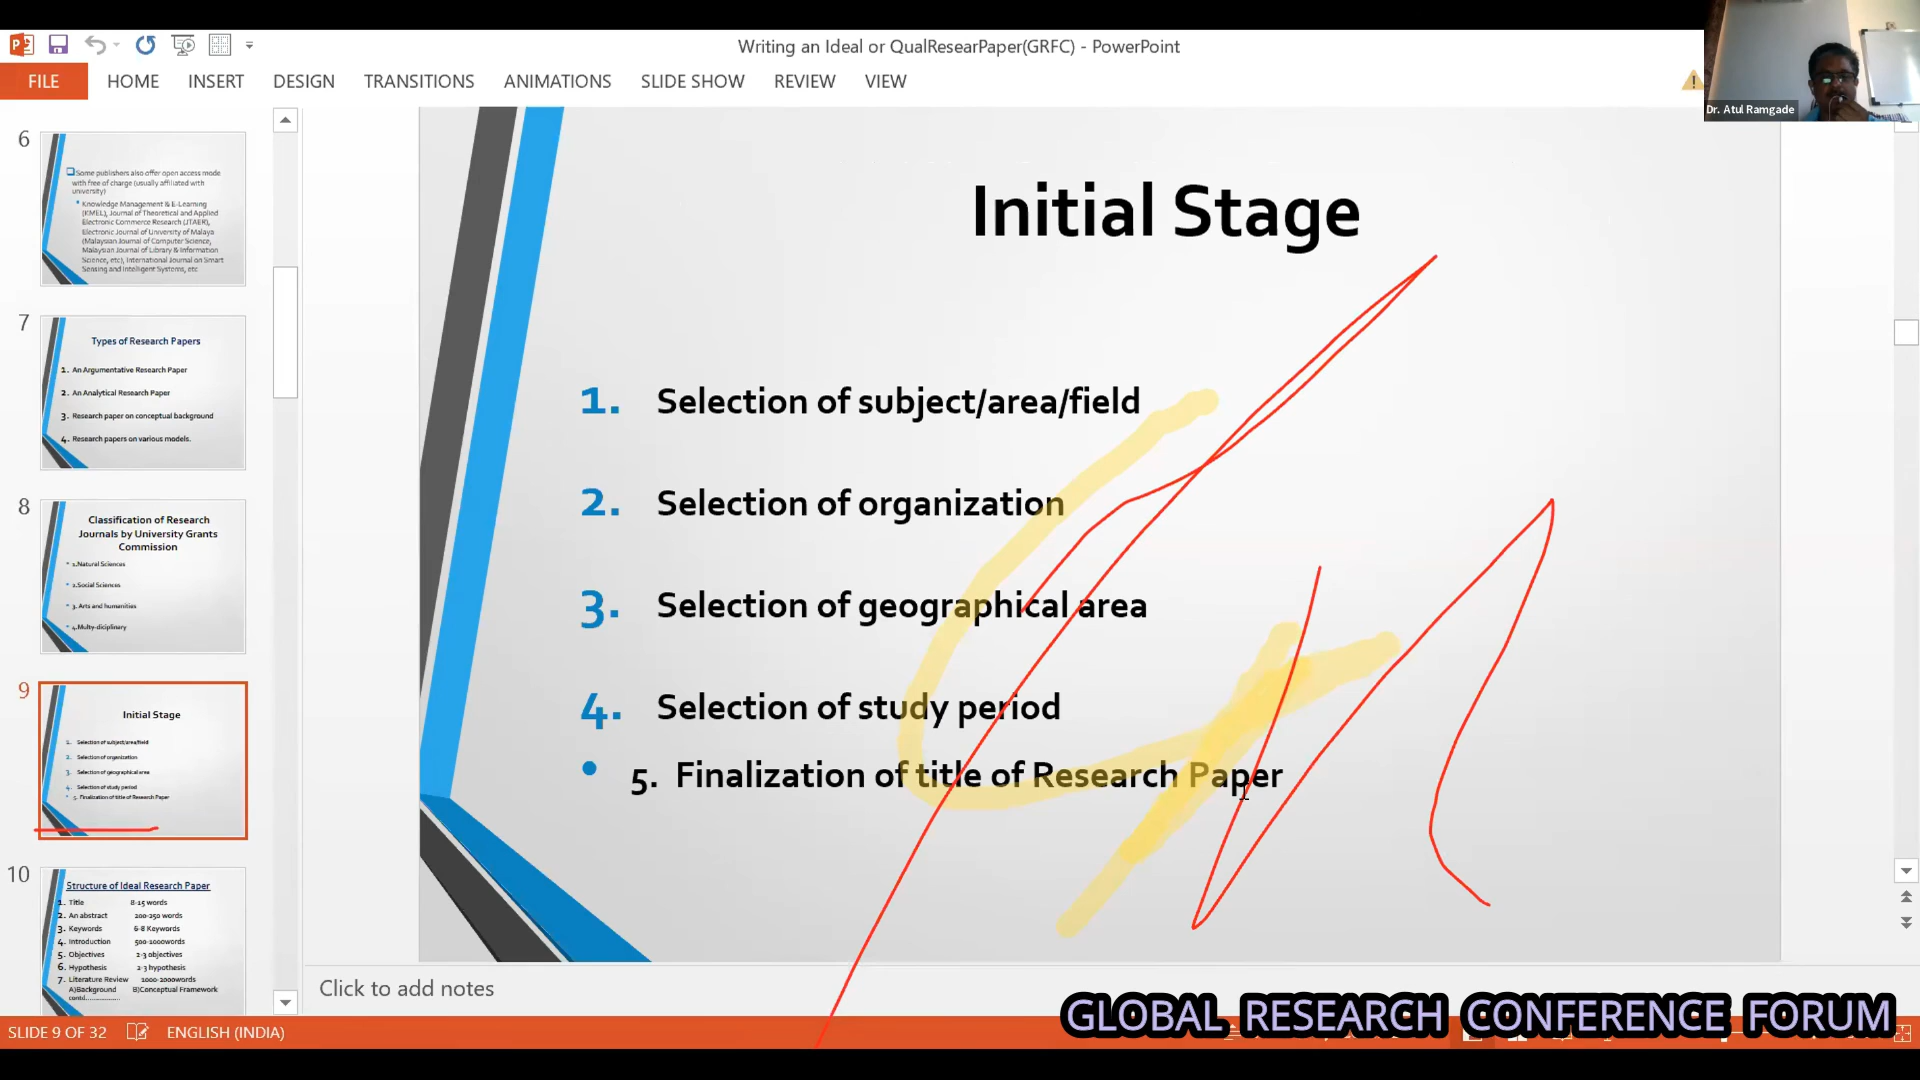 Writing an Ideal or QualResearPaper(GRFC) - PowerPoint
FILE HOME INSERT DESIGN TRANSITIONS ANIMATIONS SLIDE SHOW REVIEW VIEW
Dr. Atul Ramgade
6
Some publishers also offer open access mode
with free of charge (usually affiliated with
university)
Knowledge Management & E-Learning
(KMEL), Journal of Theoretical and Applied
Electronic Commerce Research (JTAER),
Electronic Journal of University of Malaya
(Malaysian Journal of Computer Science,
Malaysian Journal of Library & Information
Science, etc), International Journal on Smart
Sensing and Intelligent Systems, etc
7
Types of Research Papers
1. An Argumentative Research Paper
2. An Analytical Research Paper
3. Research paper on conceptual background
4. Research papers on various models.
8
Classification of Research
Journals by University Grants
Commission
1.Natural Sciences
2.Social Sciences
3. Arts and humanities
4.Multy-diciplinary
9
Initial Stage
1. Selection of subject/area/field
2. Selection of organization
3. Selection of geographical area
4. Selection of study period
5. Finalization of title of Research Paper
10
Structure of Ideal Research Paper
1. Title 8-15 words
2. An abstract 200-250 words
3. Keywords 6-8 Keywords
4. Introduction 500-1000words
5. Objectives 2-3 objectives
6. Hypothesis 2-3 hypothesis
7. Literature Review 1000-2000words
A)Background B)Conceptual Framework
contd..................
Initial Stage
1. Selection of subject/area/field
2. Selection of organization
3. Selection of geographical area
4. Selection of study period
5. Finalization of title of Research Paper
Click to add notes
GLOBAL RESEARCH CONFERENCE FORUM
SLIDE 9 OF 32 ENGLISH (INDIA)